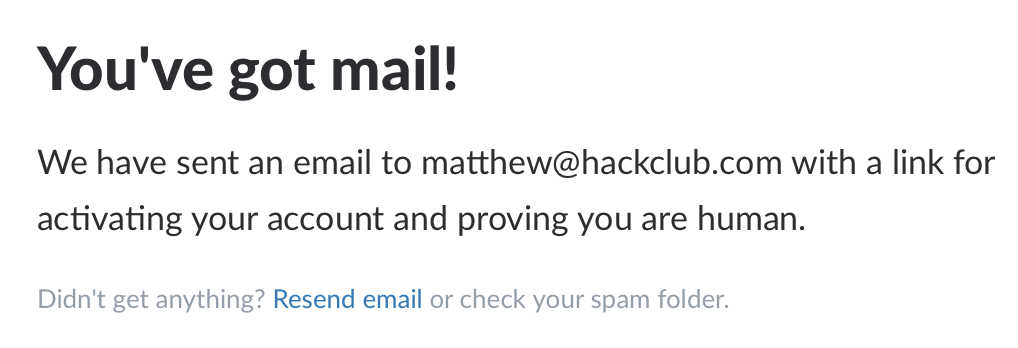 You've got mail!
We have sent an email to matthew@hackclub.com with a link for
activating your account and proving you are human.
Didn't get anything? Resend email or check your spam folder.